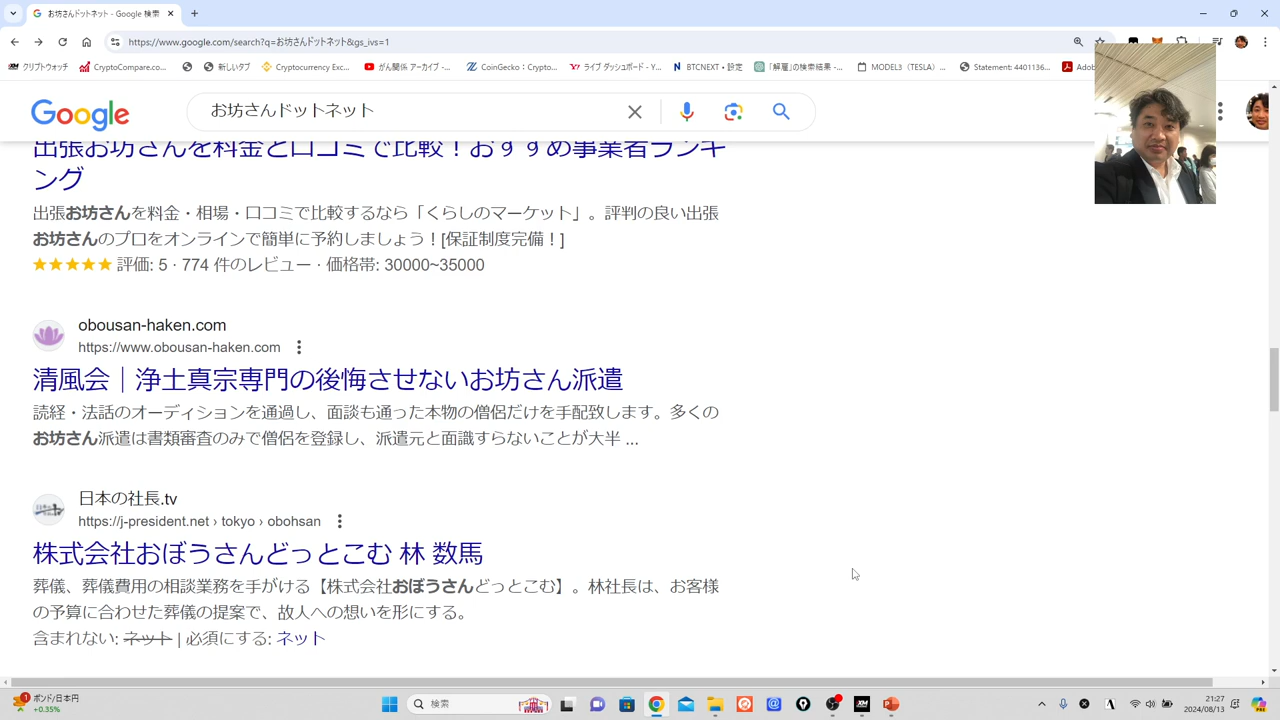 お坊さんドットネット - Google 検索
https://www.google.com/search?q=お坊さんドットネット&gs_ivs=1
クリプトウォッチ
CryptoCompare.co...
新しいタブ
Cryptocurrency Exc...
がん関係 アーカイブ -...
CoinGecko：Crypto...
ライブ ダッシュボード - Y...
BTCNEXT • 設定
「解雇」の検索結果 -...
MODEL3（TESLA）...
Statement: 4401136...
Adob
Google
お坊さんドットネット
出張お坊さんを料金と口コミで比較！おすすめ事業者ランキ
ング
出張お坊さんを料金・相場・口コミで比較するなら「くらしのマーケット」。評判の良い出張
お坊さんのプロをオンラインで簡単に予約しましょう！[保証制度完備！]
評価: 5 · 774 件のレビュー · 価格帯: 30000~35000
obousan-haken.com
https://www.obousan-haken.com
清風会｜浄土真宗専門の後悔させないお坊さん派遣
読経・法話のオーディションを通過し、面談も通った本物の僧侶だけを手配致します。多くの
お坊さん派遣は書類審査のみで僧侶を登録し、派遣元と面識すらないことが大半 ...
日本の社長.tv
https://j-president.net › tokyo › obohsan
株式会社おぼうさんどっとこむ 林 数馬
葬儀、葬儀費用の相談業務を手がける【株式会社おぼうさんどっとこむ】。林社長は、お客様
の予算に合わせた葬儀の提案で、故人への想いを形にする。
含まれない: ネット | 必須にする: ネット
1
ポンド/日本円
+0.35%
検索
A
21:27
2024/08/13